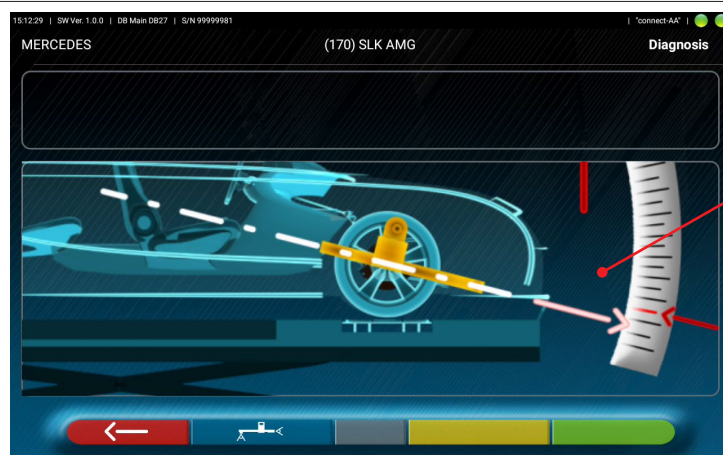 15:12:29 | SW Ver. 1.0.0 | DB Main DB27 | S/N 99999981 | "connect-AA" |
MERCEDES (170) SLK AMG Diagnosis